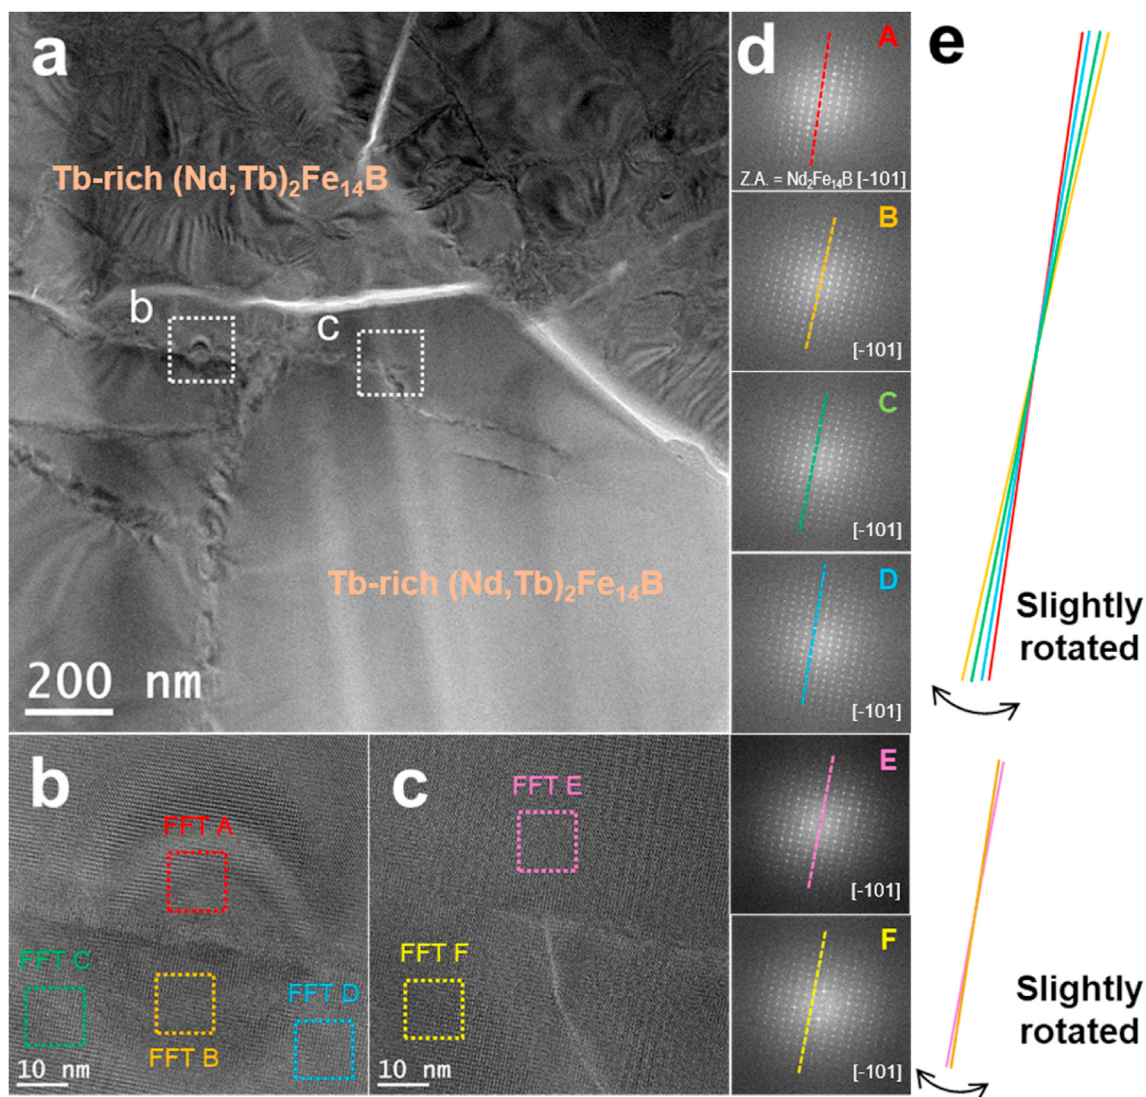 a
Tb-rich (Nd,Tb)₂Fe₁₄B
b
c
Tb-rich (Nd,Tb)₂Fe₁₄B
200 nm
b
FFT A
FFT C
FFT B
FFT D
10 nm
c
FFT E
FFT F
10 nm
d
A
Z.A. = Nd₂Fe₁₄B [-101]
B
[-101]
C
[-101]
D
[-101]
E
[-101]
F
[-101]
e
Slightly
rotated
Slightly
rotated